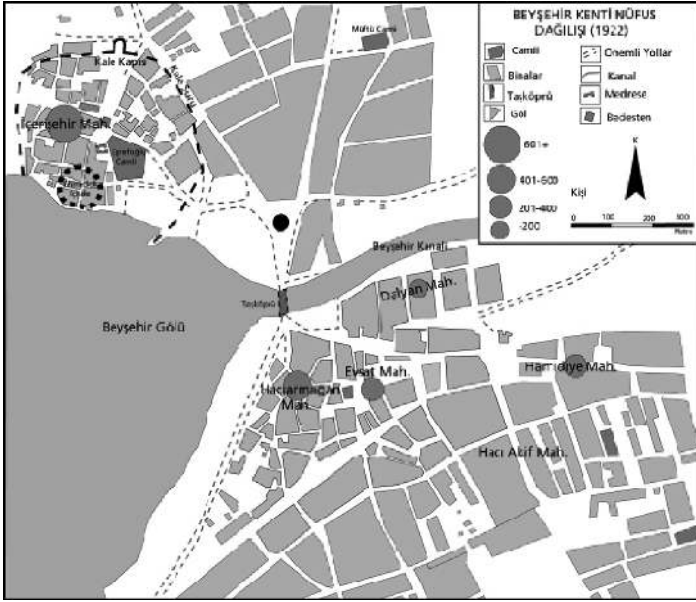 BEYŞEHİR KENTİ NÜFUS
DAĞILIŞI (1922)
Camili
Binalar
Taşköprü
Göl
Önemli Yollar
Kanal
Medrese
Bedesten
601+
401-600
201-400
-200
Kişi
K
0 100 200 300
Metre
Müftü Camii
Kale Kapısı
Kale Suru
İçerişehir Mah.
Eşrefoğlu
Camii
Beyşehir Kanalı
Taşköprü
Dalyan Mah.
Beyşehir Gölü
Evsat Mah.
Hamidiye Mah.
Hacıarmağan
Mah.
Hacı Akif Mah.